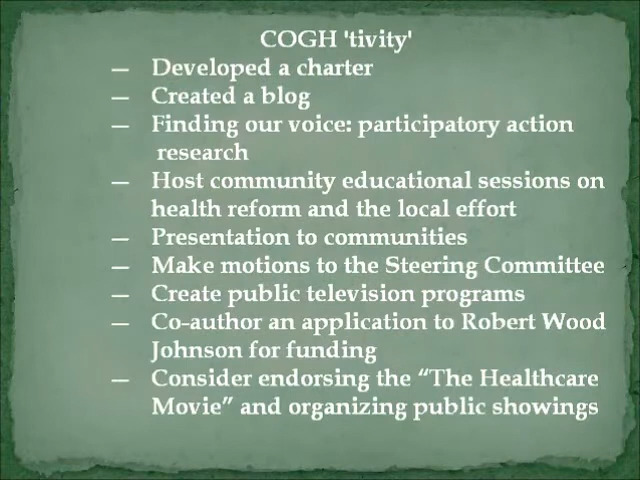 COGH 'tivity'
— Developed a charter
— Created a blog
— Finding our voice: participatory action
research
— Host community educational sessions on
health reform and the local effort
— Presentation to communities
— Make motions to the Steering Committee
— Create public television programs
— Co-author an application to Robert Wood
Johnson for funding
— Consider endorsing the “The Healthcare
Movie” and organizing public showings